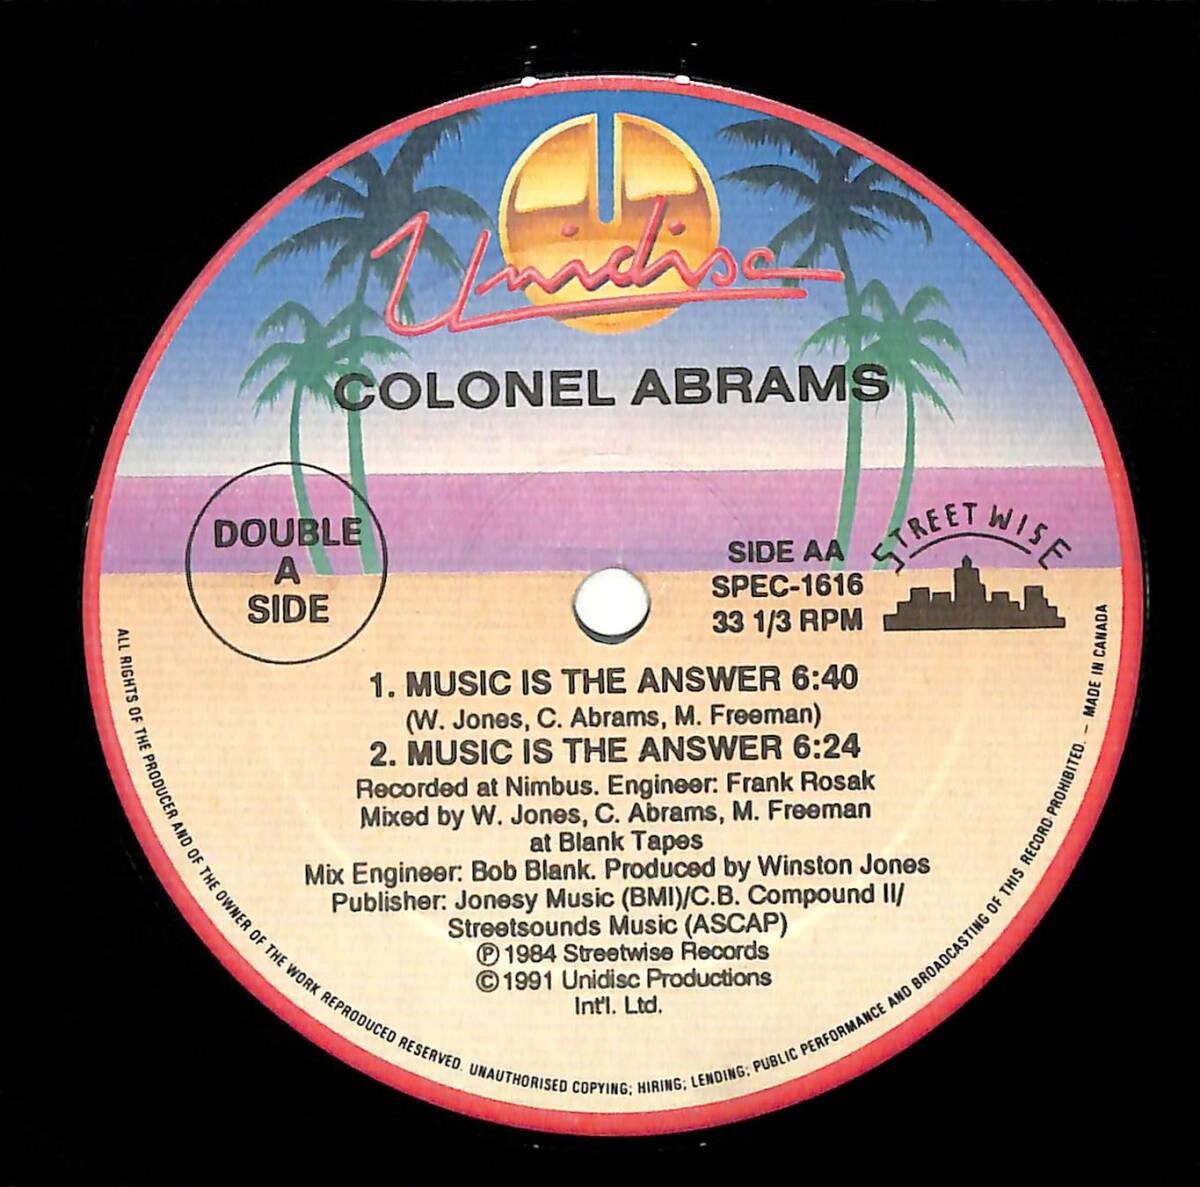 Unidisc
COLONEL ABRAMS
DOUBLE
A
SIDE
SIDE AA
SPEC-1616
33 1/3 RPM
STREETWISE
1. MUSIC IS THE ANSWER 6:40
(W. Jones, C. Abrams, M. Freeman)
2. MUSIC IS THE ANSWER 6:24
Recorded at Nimbus. Engineer: Frank Rosak
Mixed by W. Jones, C. Abrams, M. Freeman
at Blank Tapes
Mix Engineer: Bob Blank. Produced by Winston Jones
Publisher: Jonesy Music (BMI)/C.B. Compound II/
Streetsounds Music (ASCAP)
℗ 1984 Streetwise Records
© 1991 Unidisc Productions
Int'l. Ltd.
ALL RIGHTS OF THE PRODUCER AND OF THE OWNER OF THE WORK REPRODUCED RESERVED. UNAUTHORISED COPYING; HIRING; LENDING; PUBLIC PERFORMANCE AND BROADCASTING OF THIS RECORD PROHIBITED. – MADE IN CANADA